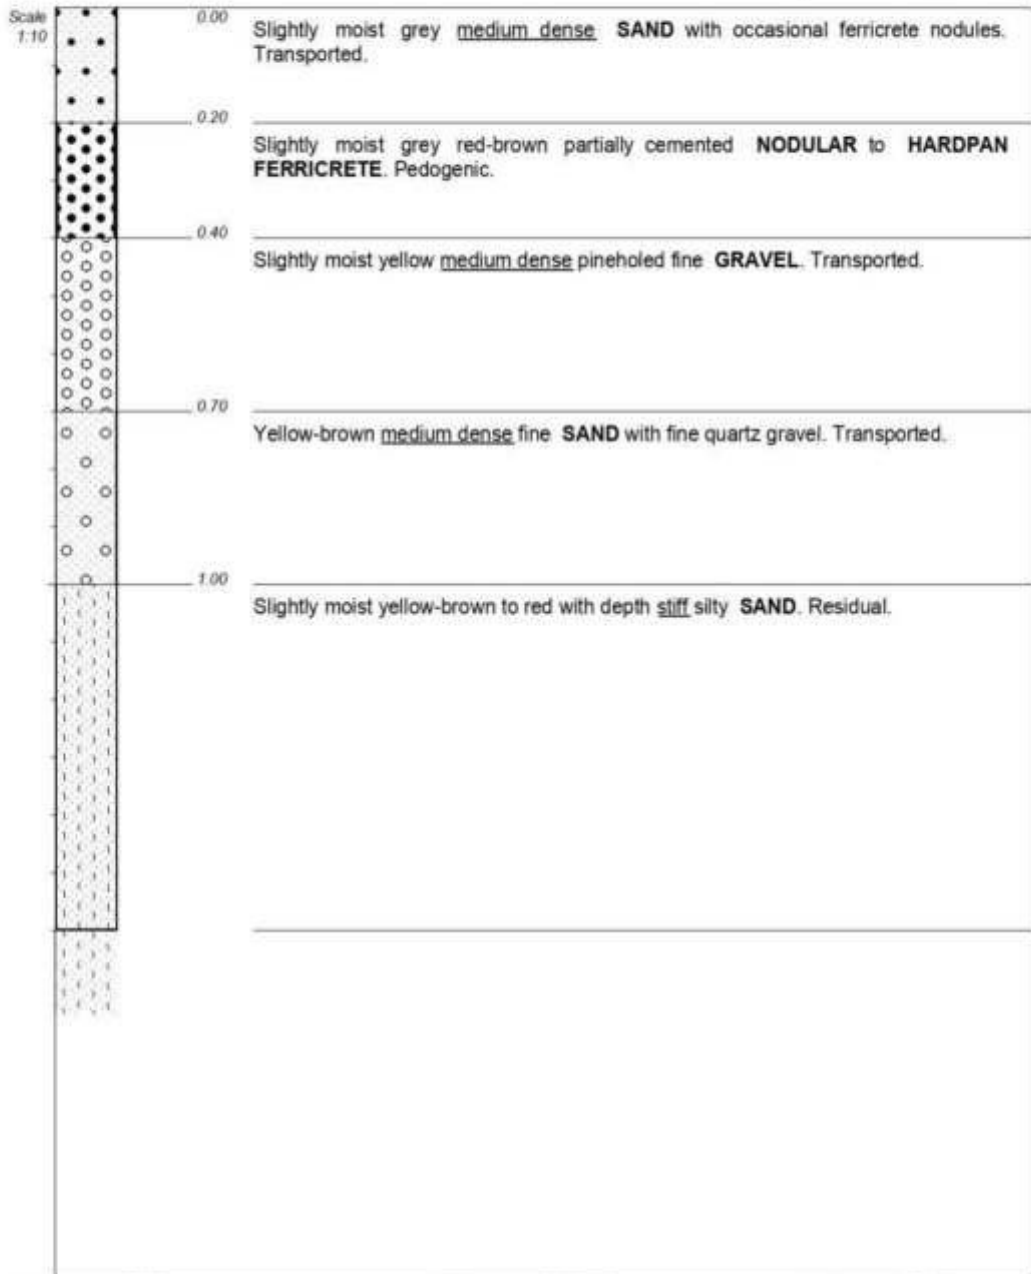 Scale
1:10
0.00
Slightly moist grey medium dense SAND with occasional ferricrete nodules.
Transported.
0.20
Slightly moist grey red-brown partially cemented NODULAR to HARDPAN
FERRICRETE. Pedogenic.
0.40
Slightly moist yellow medium dense pineholed fine GRAVEL. Transported.
0.70
Yellow-brown medium dense fine SAND with fine quartz gravel. Transported.
1.00
Slightly moist yellow-brown to red with depth stiff silty SAND. Residual.